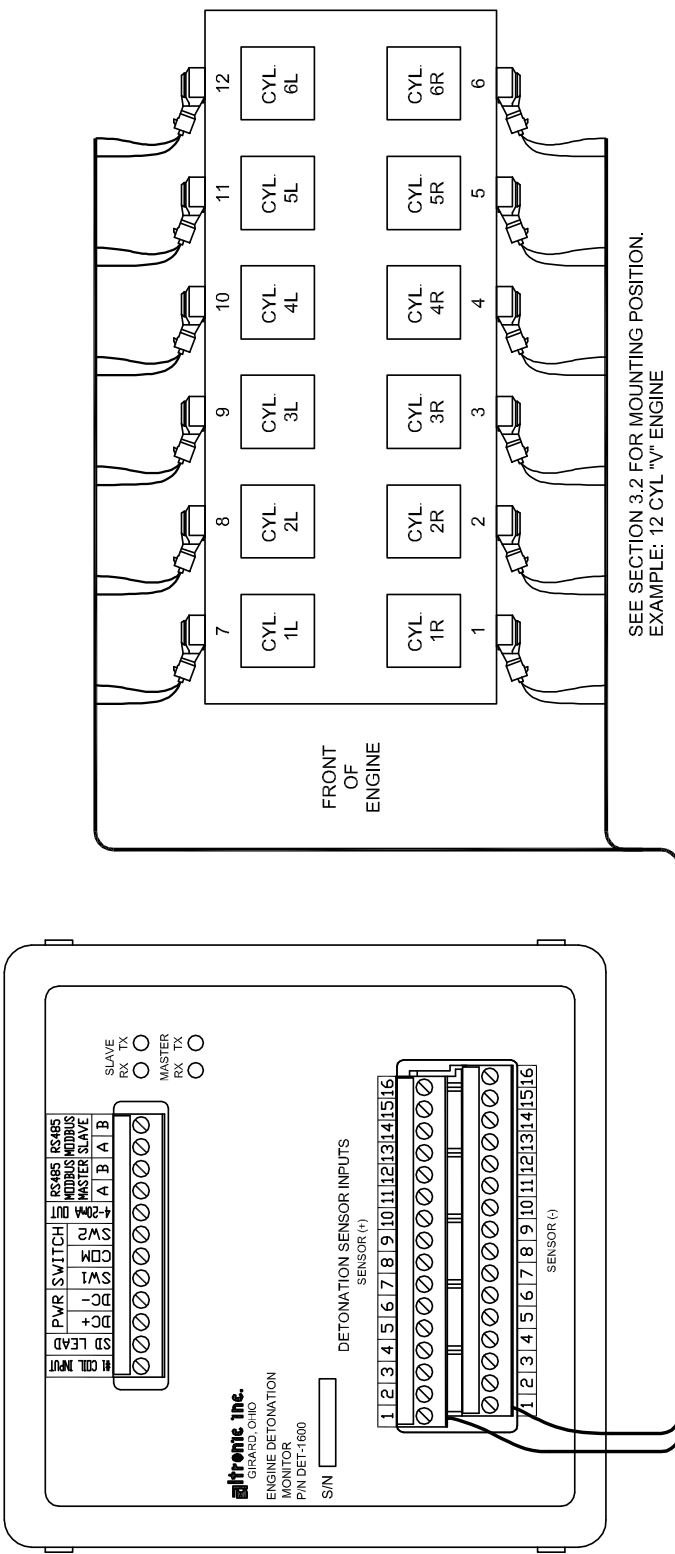 12 11 10 9 8 7
CYL. 6L
CYL. 5L
CYL. 4L
CYL. 3L
CYL. 2L
CYL. 1L
CYL. 6R
CYL. 5R
CYL. 4R
CYL. 3R
CYL. 2R
CYL. 1R
6 5 4 3 2 1
FRONT
OF
ENGINE
SEE SECTION 3.2 FOR MOUNTING POSITION.
EXAMPLE: 12 CYL "V" ENGINE
#1 COIL INPUT
SD LEAD
PWR
DC+
DC-
SWITCH
SW1
COM
SW2
4-20mA OUT
RS485
MODBUS
MASTER
A B
RS485
MODBUS
SLAVE
A B
SLAVE
RX TX
MASTER
RX TX
altronic inc.
GIRARD, OHIO
ENGINE DETONATION
MONITOR
P/N DET-1600
S/N
DETONATION SENSOR INPUTS
SENSOR (+)
1 2 3 4 5 6 7 8 9 10 11 12 13 14 15 16
1 2 3 4 5 6 7 8 9 10 11 12 13 14 15 16
SENSOR (-)